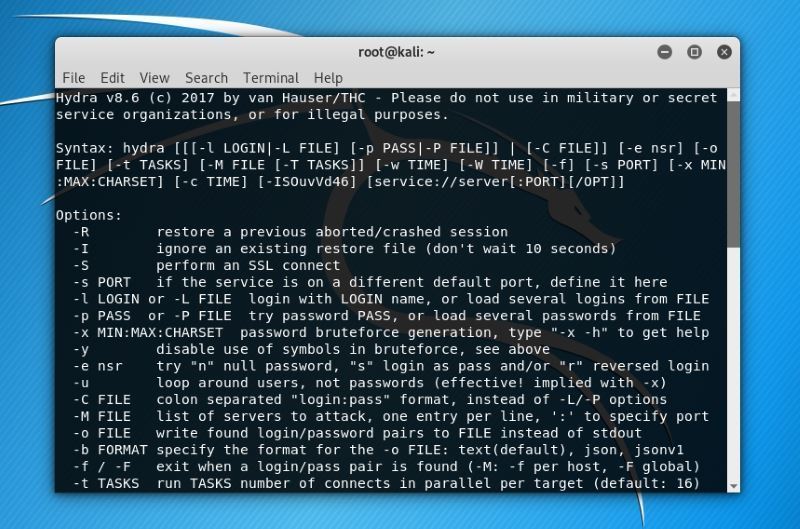 root@kali: ~
File Edit View Search Terminal Help
Hydra v8.6 (c) 2017 by van Hauser/THC - Please do not use in military or secret
service organizations, or for illegal purposes.
Syntax: hydra [[[-l LOGIN|-L FILE] [-p PASS|-P FILE]] | [-C FILE]] [-e nsr] [-o
FILE] [-t TASKS] [-M FILE [-T TASKS]] [-w TIME] [-W TIME] [-f] [-s PORT] [-x MIN
:MAX:CHARSET] [-c TIME] [-ISOuvVd46] [service://server[:PORT][/OPT]]
Options:
-R restore a previous aborted/crashed session
-I ignore an existing restore file (don't wait 10 seconds)
-S perform an SSL connect
-s PORT if the service is on a different default port, define it here
-l LOGIN or -L FILE login with LOGIN name, or load several logins from FILE
-p PASS or -P FILE try password PASS, or load several passwords from FILE
-x MIN:MAX:CHARSET password bruteforce generation, type "-x -h" to get help
-y disable use of symbols in bruteforce, see above
-e nsr try "n" null password, "s" login as pass and/or "r" reversed login
-u loop around users, not passwords (effective! implied with -x)
-C FILE colon separated "login:pass" format, instead of -L/-P options
-M FILE list of servers to attack, one entry per line, ':' to specify port
-o FILE write found login/password pairs to FILE instead of stdout
-b FORMAT specify the format for the -o FILE: text(default), json, jsonv1
-f / -F exit when a login/pass pair is found (-M: -f per host, -F global)
-t TASKS run TASKS number of connects in parallel per target (default: 16)